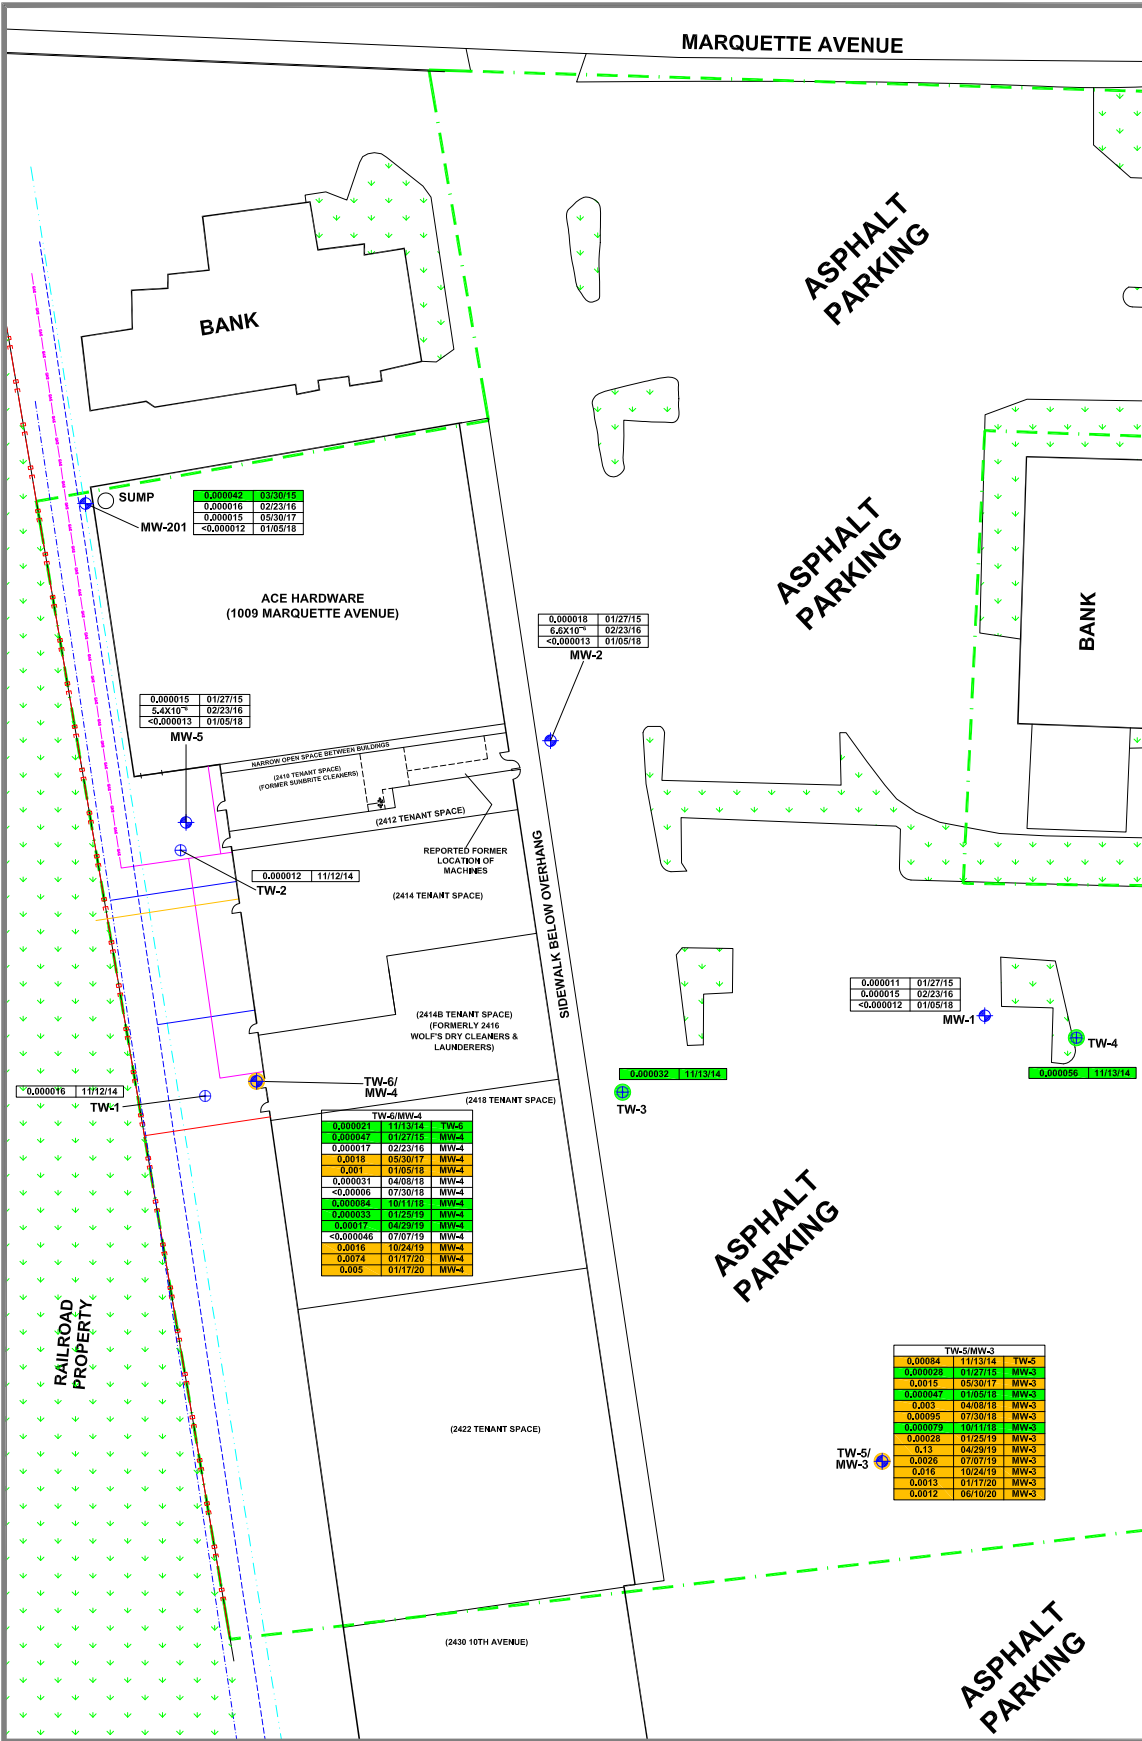 MARQUETTE AVENUE
ASPHALT
PARKING
BANK
SUMP
MW-201
0.000042 03/30/15
0.000016 02/23/16
0.000015 05/30/17
<0.000012 01/05/18
ASPHALT
PARKING
ACE HARDWARE
(1009 MARQUETTE AVENUE)
BANK
0.000018 01/27/15
6.6X10⁻⁶ 02/23/16
<0.000013 01/05/18
MW-2
0.000015 01/27/15
5.4X10⁻⁶ 02/23/16
<0.000013 01/05/18
MW-5
NARROW OPEN SPACE BETWEEN BUILDINGS
(2410 TENANT SPACE)
(FORMER SUNBRITE CLEANERS)
(2412 TENANT SPACE)
REPORTED FORMER
LOCATION OF
MACHINES
0.000012 11/12/14
TW-2
(2414 TENANT SPACE)
SIDEWALK BELOW OVERHANG
(2414B TENANT SPACE)
(FORMERLY 2416
WOLF'S DRY CLEANERS &
LAUNDERERS)
0.000011 01/27/15
0.000015 02/23/16
<0.000012 01/05/18
MW-1
TW-4
0.000056 11/13/14
0.000032 11/13/14
TW-3
0.000016 11/12/14
TW-1
TW-6/
MW-4
(2418 TENANT SPACE)
TW-6/MW-4
0.000021 11/13/14 TW-6
0.000047 01/27/15 MW-4
0.000017 02/23/16 MW-4
0.0018 05/30/17 MW-4
0.001 01/05/18 MW-4
0.000031 04/08/18 MW-4
<0.00006 07/30/18 MW-4
0.000084 10/11/18 MW-4
0.000033 01/25/19 MW-4
0.00017 04/29/19 MW-4
<0.000046 07/07/19 MW-4
0.0016 10/24/19 MW-4
0.0074 01/17/20 MW-4
0.005 01/17/20 MW-4
ASPHALT
PARKING
RAILROAD
PROPERTY
TW-5/MW-3
0.00084 11/13/14 TW-5
0.000028 01/27/15 MW-3
0.0015 05/30/17 MW-3
0.000047 01/05/18 MW-3
0.003 04/08/18 MW-3
0.00095 07/30/18 MW-3
0.000079 10/11/18 MW-3
0.00028 01/25/19 MW-3
0.13 04/29/19 MW-3
0.0026 07/07/19 MW-3
0.016 10/24/19 MW-3
0.0013 01/17/20 MW-3
0.0012 06/10/20 MW-3
TW-5/
MW-3
(2422 TENANT SPACE)
(2430 10TH AVENUE)
ASPHALT
PARKING